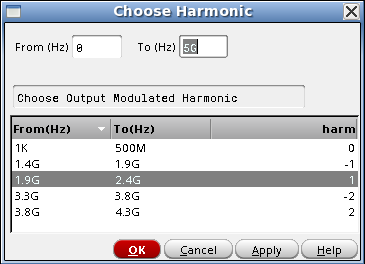 Choose Harmonic
From (Hz) 0 To (Hz) 5G
Choose Output Modulated Harmonic
From(Hz) To(Hz) harm
1K 500M 0
1.4G 1.9G -1
1.9G 2.4G 1
3.3G 3.8G -2
3.8G 4.3G 2
OK Cancel Apply Help